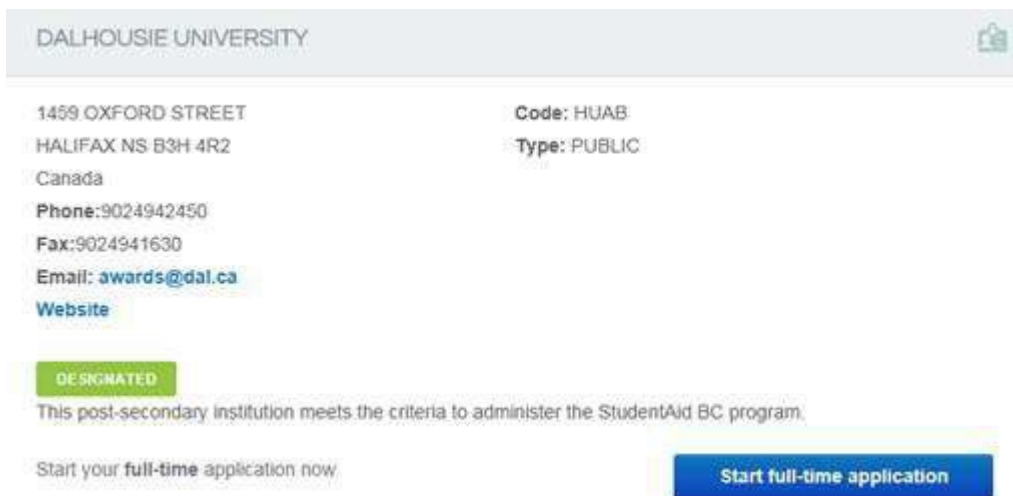 DALHOUSIE UNIVERSITY
1459 OXFORD STREET
HALIFAX NS B3H 4R2
Canada
Phone:9024942450
Fax:9024941630
Email: awards@dal.ca
Website
Code: HUAB
Type: PUBLIC
DESIGNATED
This post-secondary institution meets the criteria to administer the StudentAid BC program.
Start your full-time application now
Start full-time application